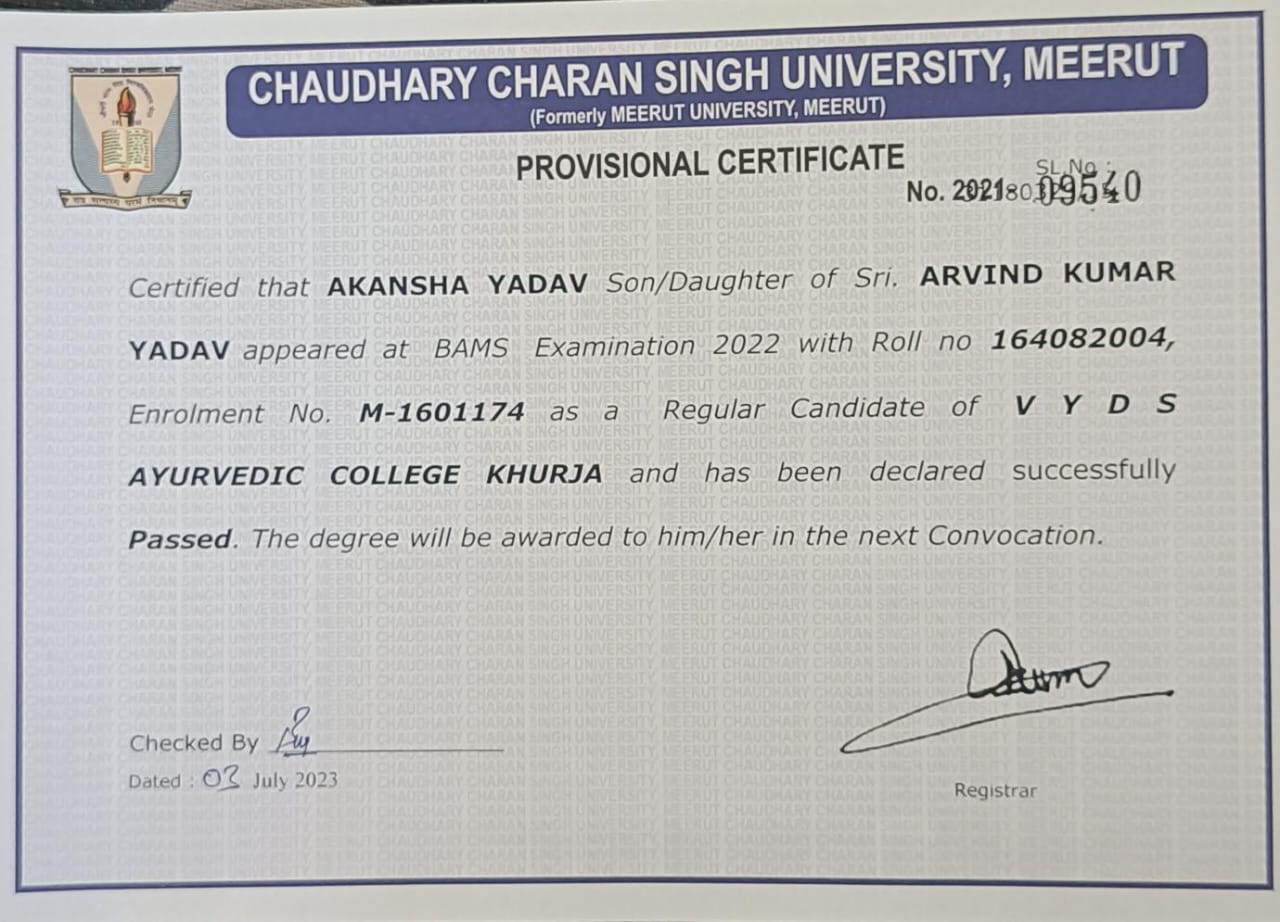 CHAUDHARY CHARAN SINGH UNIVERSITY, MEERUT
(Formerly MEERUT UNIVERSITY, MEERUT)
PROVISIONAL CERTIFICATE
SL.No :
No. 2021- 09540
Certified that AKANSHA YADAV Son/Daughter of Sri. ARVIND KUMAR
YADAV appeared at BAMS Examination 2022 with Roll no 164082004,
Enrolment No. M-1601174 as a Regular Candidate of V Y D S
AYURVEDIC COLLEGE KHURJA and has been declared successfully
Passed. The degree will be awarded to him/her in the next Convocation.
Checked By
Dated : 03 July 2023
Registrar